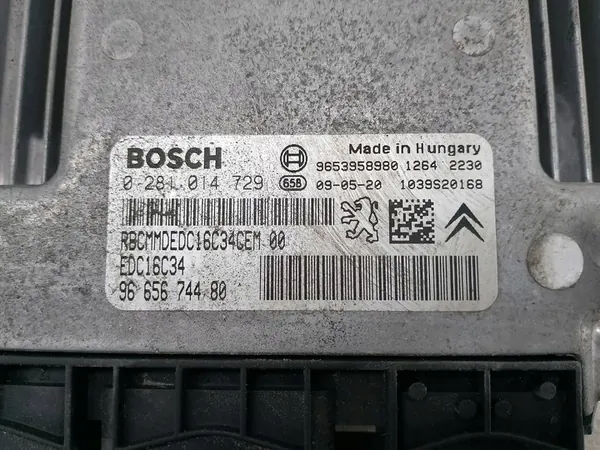 BOSCH
Made in Hungary
9653958980 1264 2230
0 281 014 729
658 09-05-20 1039S20168
RBCMMDEDC16C34CEM 00
EDC16C34
96 656 744 80